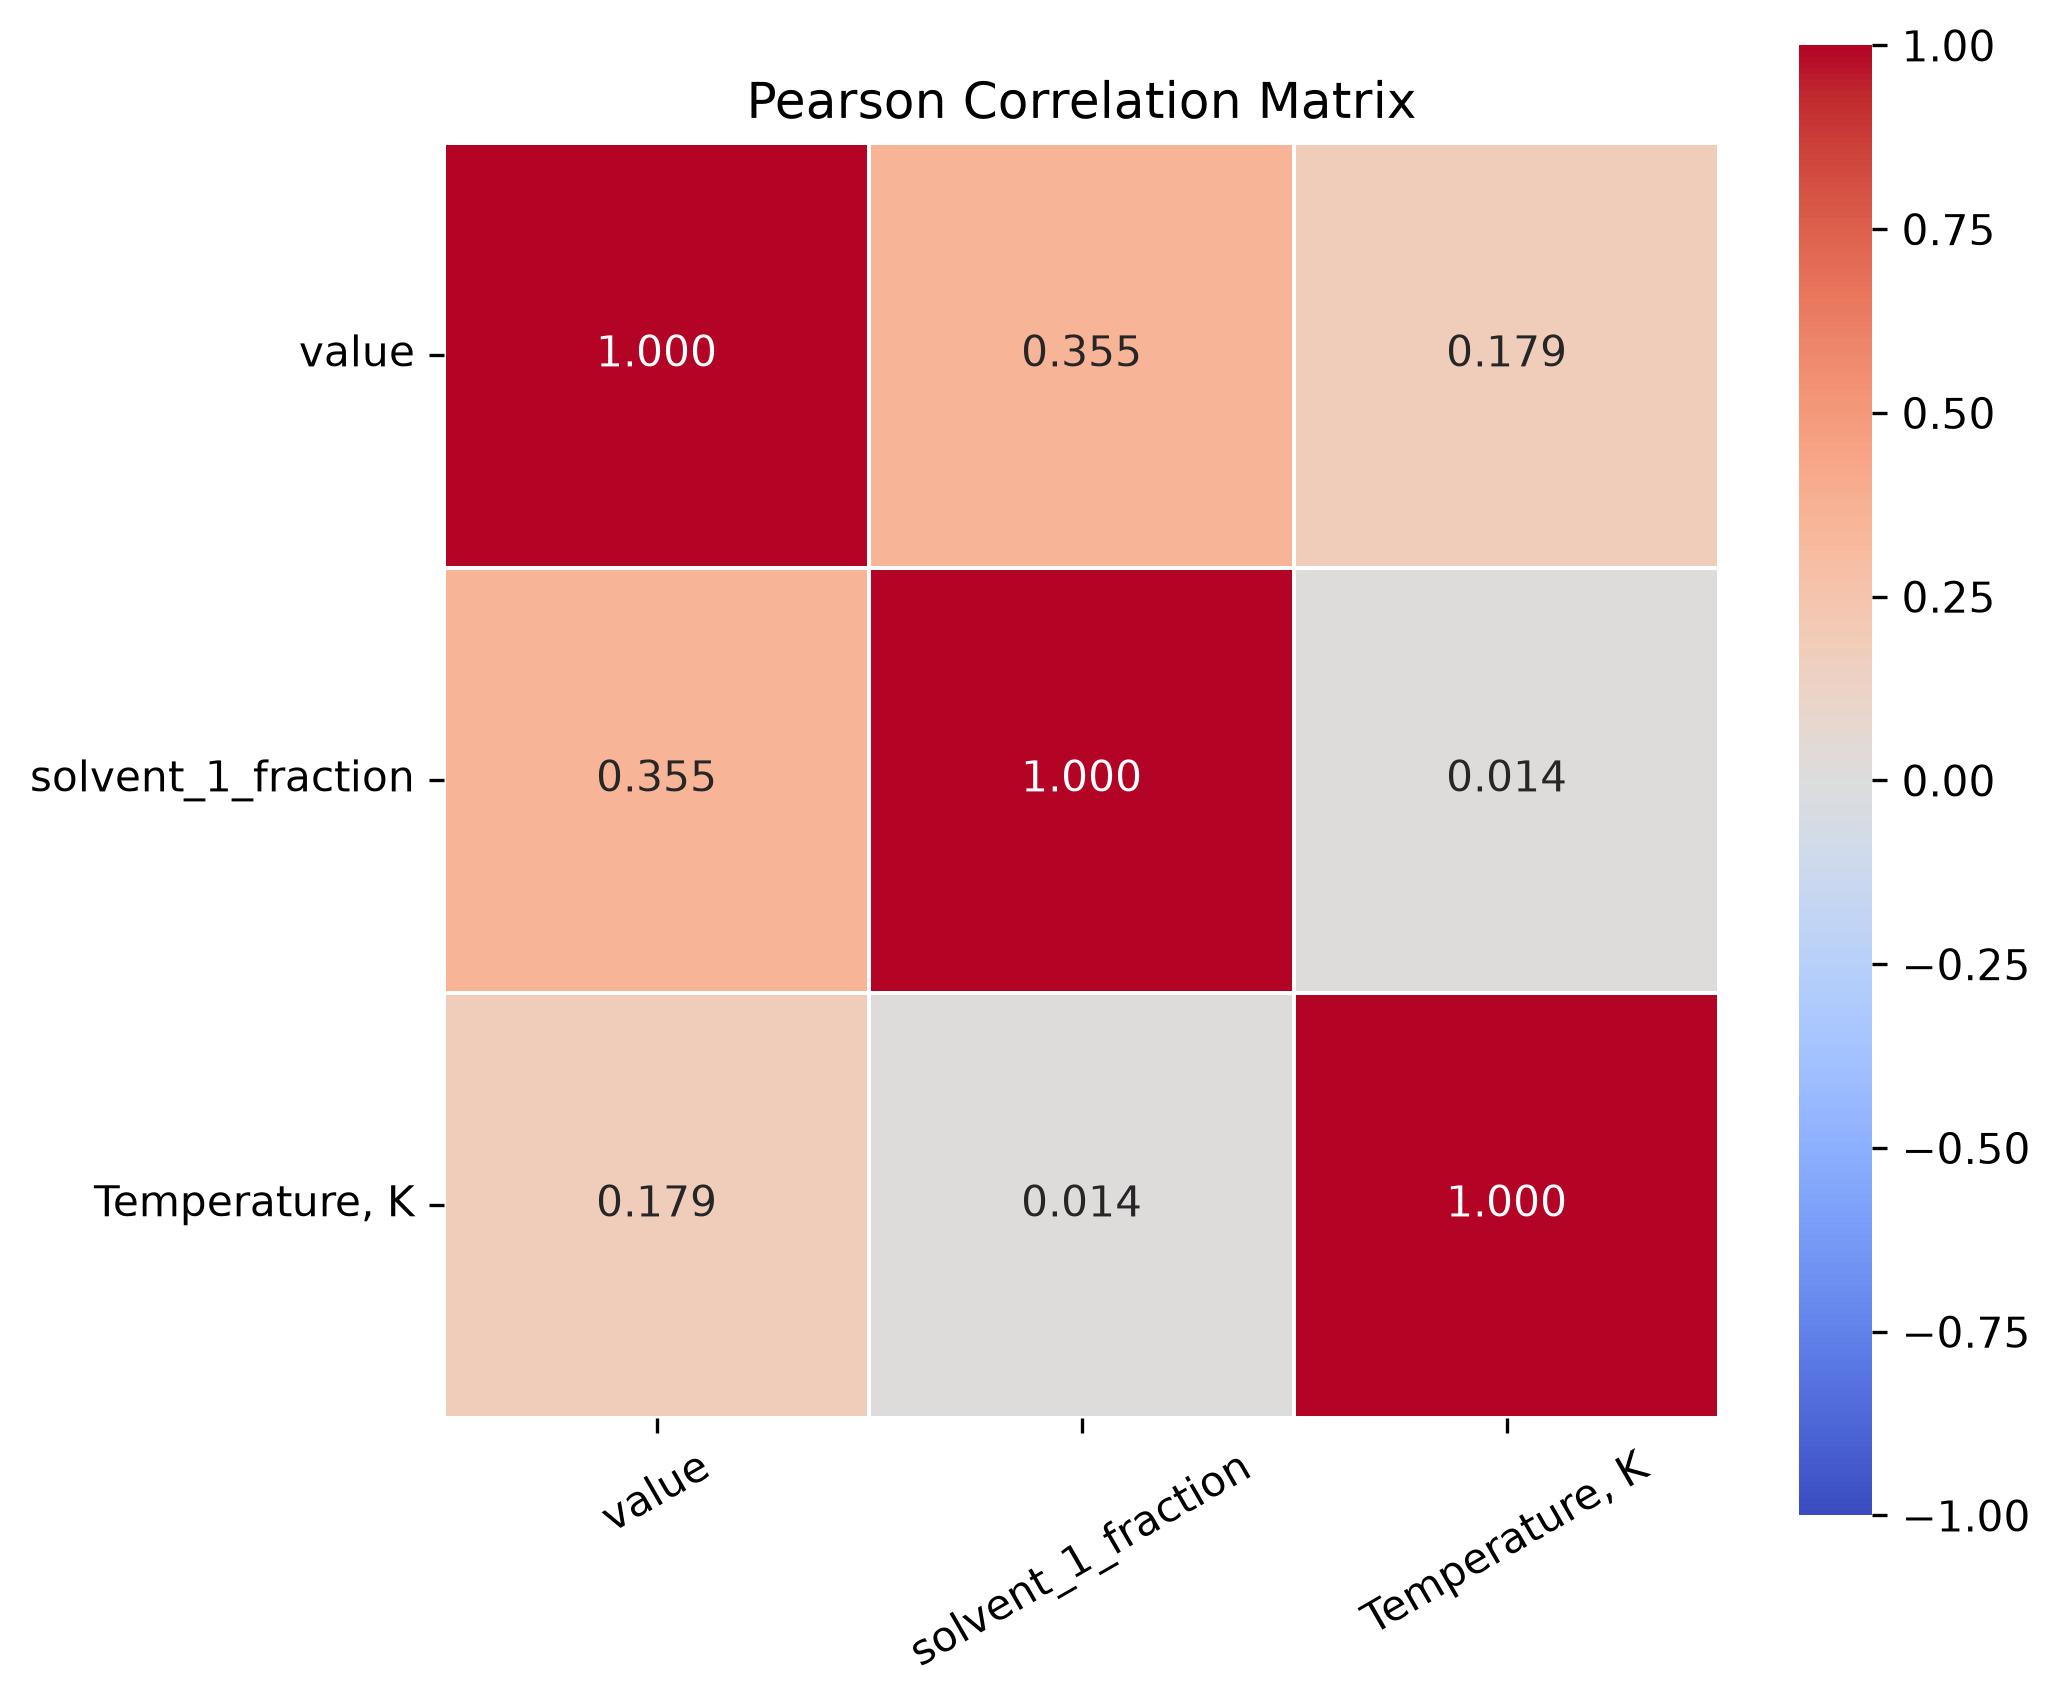 Pearson Correlation Matrix
value 1.000 0.355 0.179
solvent_1_fraction 0.355 1.000 0.014
Temperature, K 0.179 0.014 1.000
value solvent_1_fraction Temperature, K
1.00
0.75
0.50
0.25
0.00
−0.25
−0.50
−0.75
−1.00